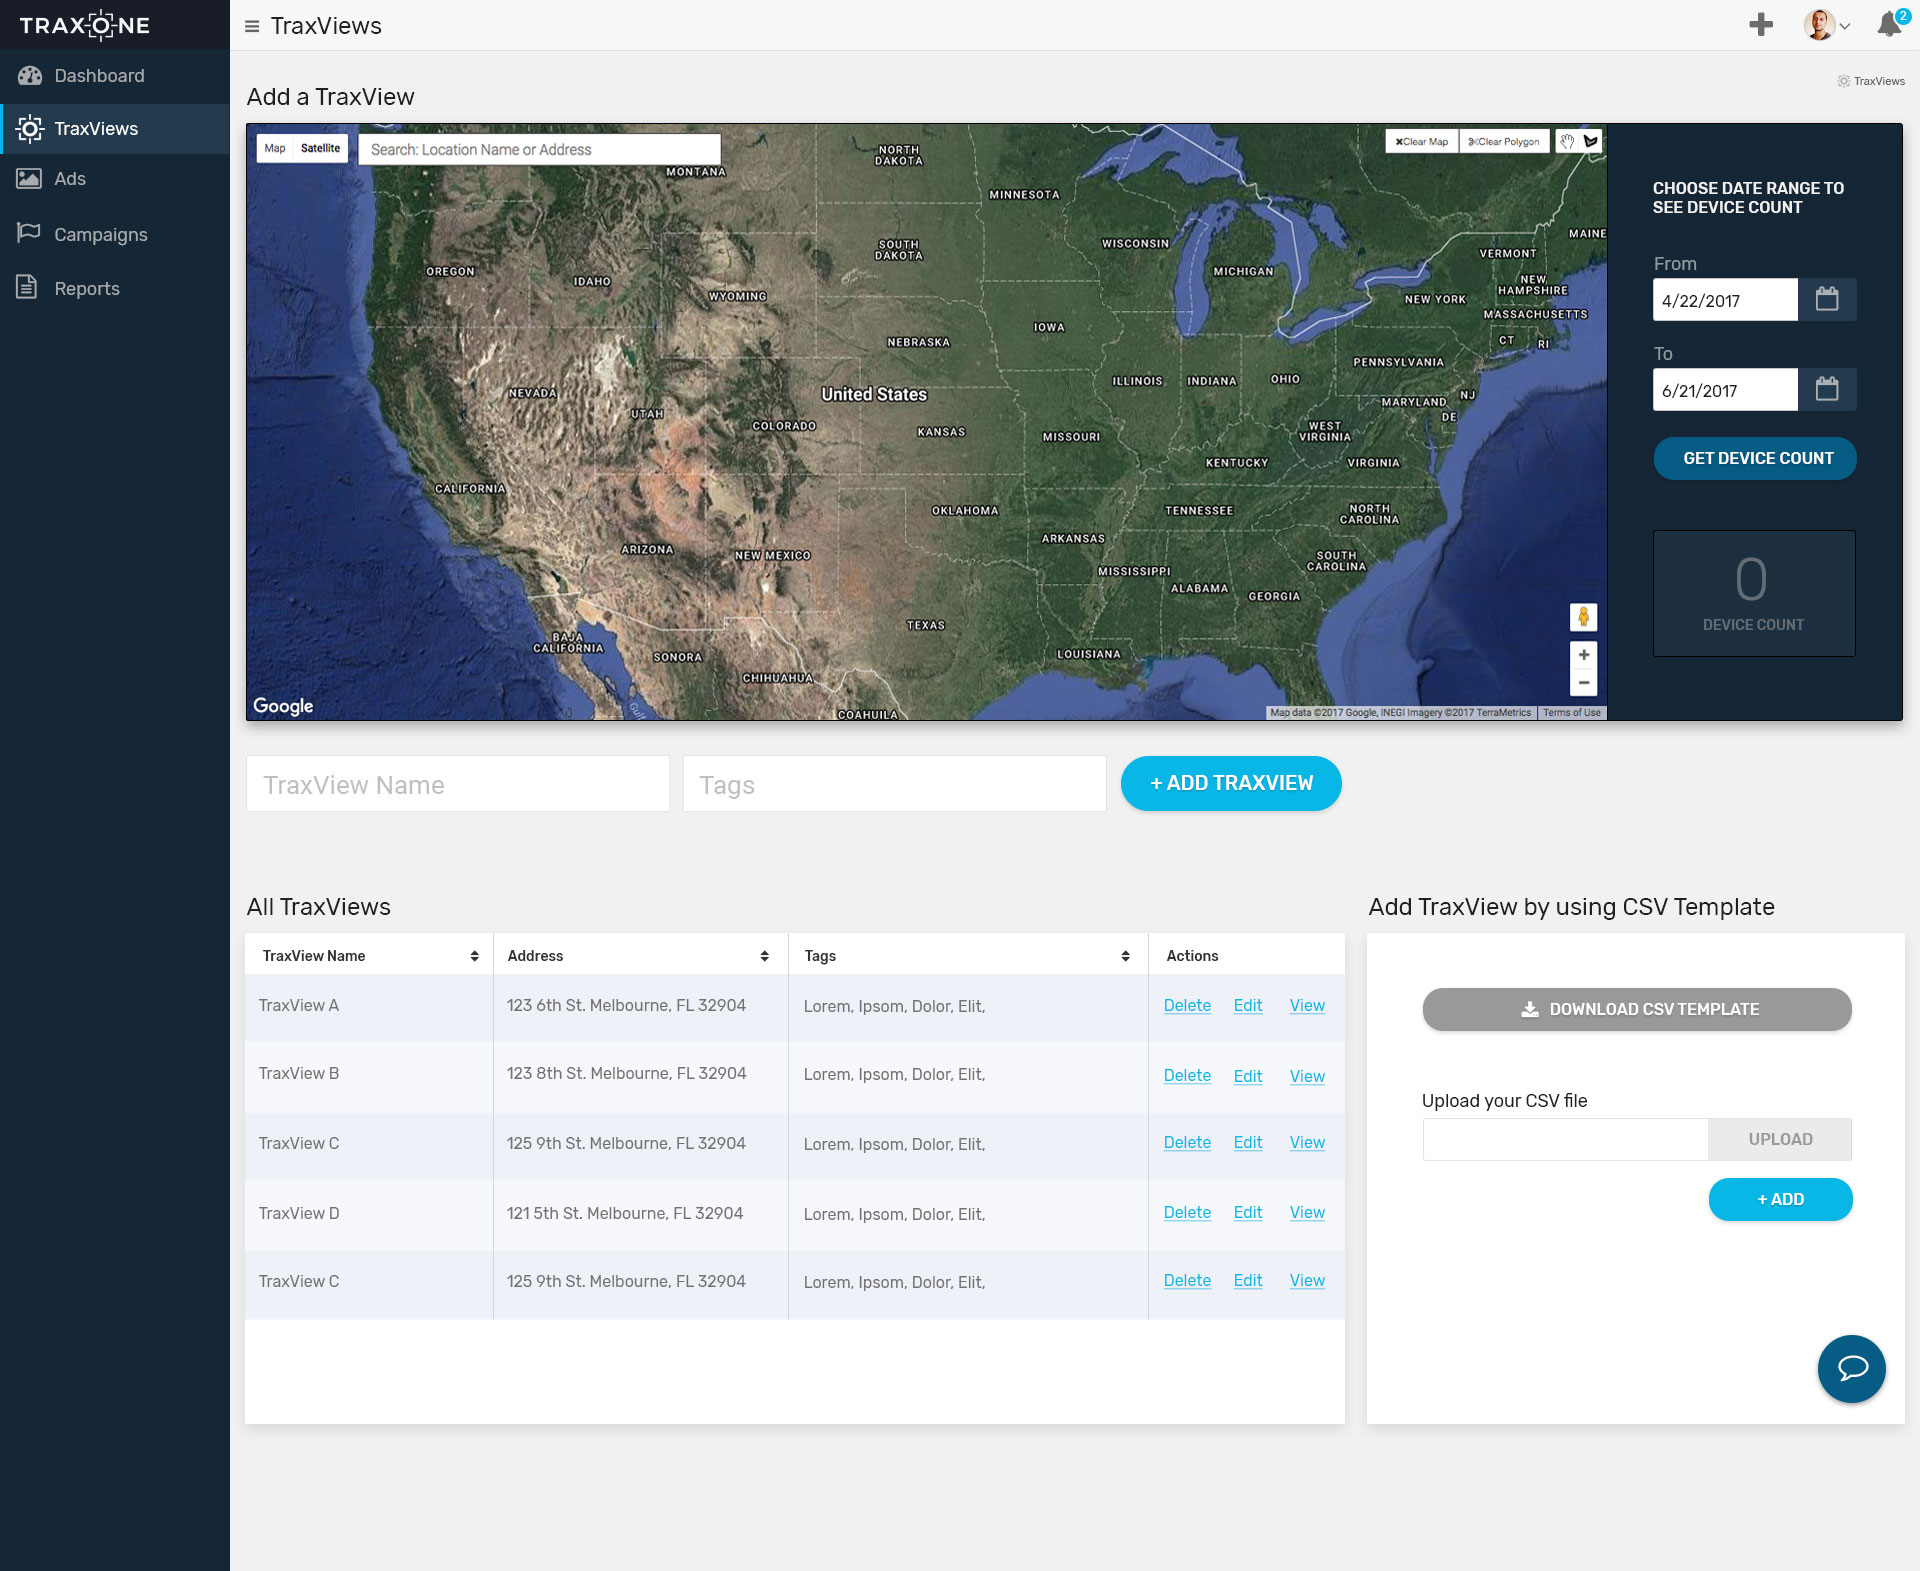 TRAXONE
TraxViews
2
Dashboard
TraxViews
Ads
Campaigns
Reports
TraxViews
Add a TraxView
Map Satellite
Search: Location Name or Address
×Clear Map
Clear Polygon
NORTH
DAKOTA
MONTANA
MINNESOTA
MAINE
WISCONSIN
SOUTH
DAKOTA
VERMONT
OREGON
MICHIGAN
IDAHO
NEW
HAMPSHIRE
WYOMING
NEW YORK
MASSACHUSETTS
IOWA
NEBRASKA
CT
RI
PENNSYLVANIA
ILLINOIS
INDIANA
OHIO
NEVADA
United States
NJ
MARYLAND
UTAH
DE
COLORADO
WEST
VIRGINIA
KANSAS
MISSOURI
KENTUCKY
VIRGINIA
CALIFORNIA
OKLAHOMA
TENNESSEE
NORTH
CAROLINA
ARKANSAS
ARIZONA
NEW MEXICO
SOUTH
CAROLINA
MISSISSIPPI
ALABAMA
GEORGIA
TEXAS
BAJA
CALIFORNIA
SONORA
LOUISIANA
CHIHUAHUA
COAHUILA
Gulf
Google
Map data ©2017 Google, INEGI Imagery ©2017 TerraMetrics
Terms of Use
CHOOSE DATE RANGE TO
SEE DEVICE COUNT
From
4/22/2017
To
6/21/2017
GET DEVICE COUNT
0
DEVICE COUNT
TraxView Name
Tags
+ ADD TRAXVIEW
All TraxViews
TraxView Name Address Tags Actions
TraxView A 123 6th St. Melbourne, FL 32904 Lorem, Ipsom, Dolor, Elit, Delete Edit View
TraxView B 123 8th St. Melbourne, FL 32904 Lorem, Ipsom, Dolor, Elit, Delete Edit View
TraxView C 125 9th St. Melbourne, FL 32904 Lorem, Ipsom, Dolor, Elit, Delete Edit View
TraxView D 121 5th St. Melbourne, FL 32904 Lorem, Ipsom, Dolor, Elit, Delete Edit View
TraxView C 125 9th St. Melbourne, FL 32904 Lorem, Ipsom, Dolor, Elit, Delete Edit View
Add TraxView by using CSV Template
DOWNLOAD CSV TEMPLATE
Upload your CSV file
UPLOAD
+ ADD